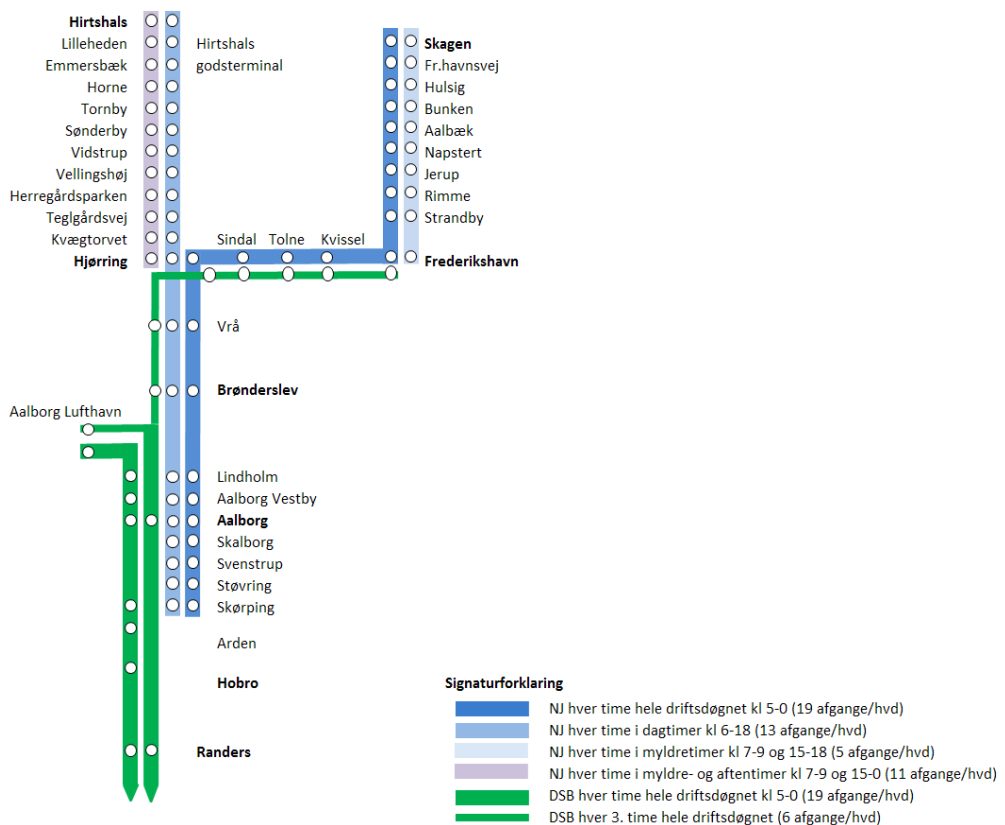 Hirtshals
Lilleheden
Emmersbæk
Horne
Tornby
Sønderby
Vidstrup
Vellingshøj
Herregårdsparken
Teglgårdsvej
Kvægtorvet
Hjørring
Hirtshals
godsterminal
Skagen
Fr.havnsvej
Hulsig
Bunken
Aalbæk
Napstert
Jerup
Rimme
Strandby
Frederikshavn
Sindal Tolne Kvissel
Vrå
Brønderslev
Aalborg Lufthavn
Lindholm
Aalborg Vestby
Aalborg
Skalborg
Svenstrup
Støvring
Skørping
Arden
Hobro
Randers
Signaturforklaring
NJ hver time hele driftsdøgnet kl 5-0 (19 afgange/hvd)
NJ hver time i dagtimer kl 6-18 (13 afgange/hvd)
NJ hver time i myldretimer kl 7-9 og 15-18 (5 afgange/hvd)
NJ hver time i myldre- og aftentimer kl 7-9 og 15-0 (11 afgange/hvd)
DSB hver time hele driftsdøgnet kl 5-0 (19 afgange/hvd)
DSB hver 3. time hele driftsdøgnet (6 afgange/hvd)